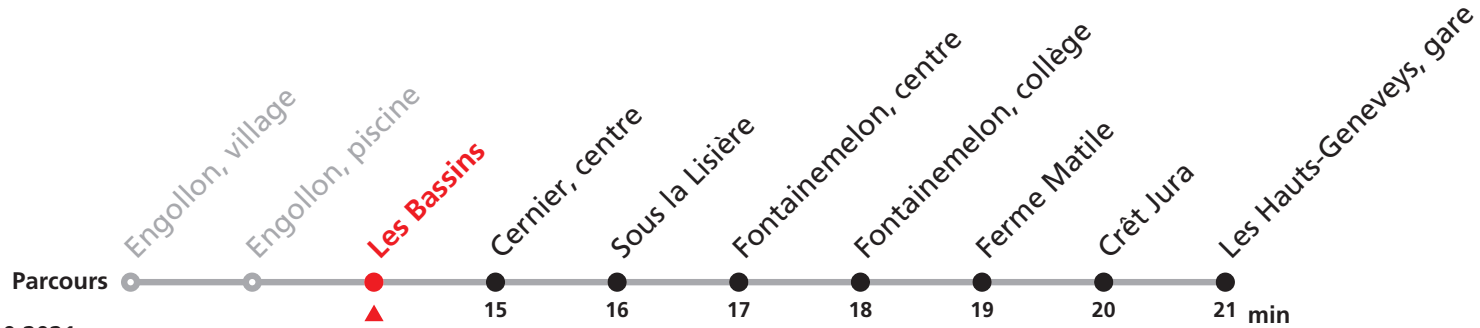 Engollon, village
Engollon, piscine
Les Bassins
Cernier, centre
Sous la Lisière
Fontainemelon, centre
Fontainemelon, collège
Ferme Matile
Crêt Jura
Les Hauts-Geneveys, gare
Parcours
15 16 17 18 19 20 21 min